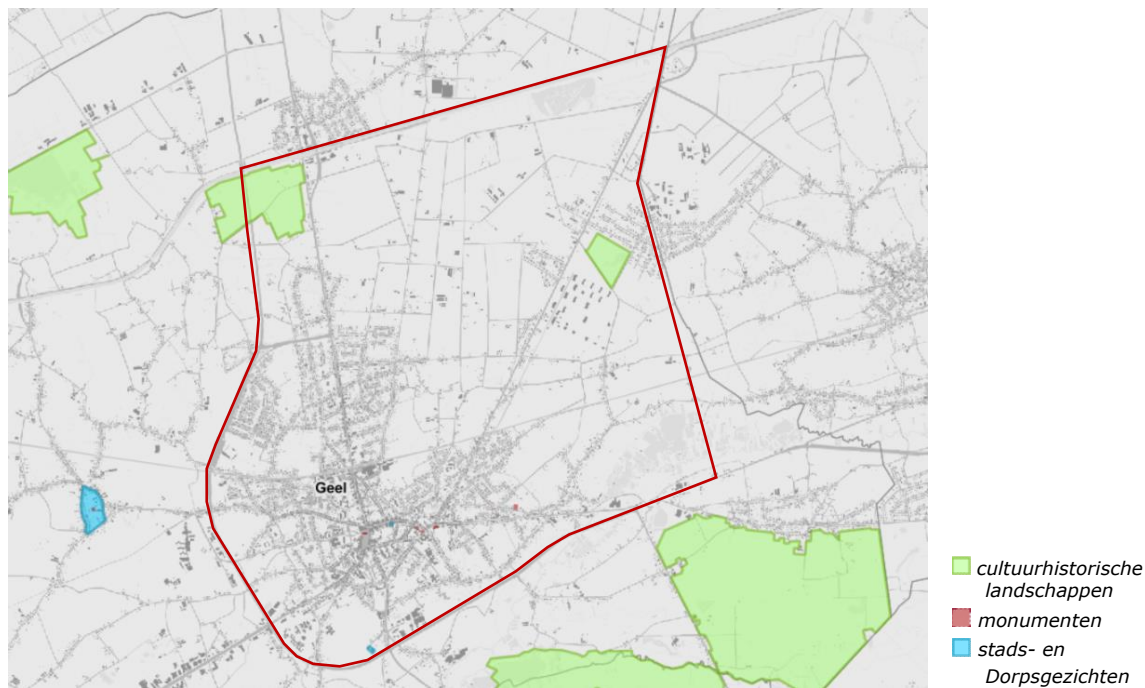 Geel
cultuurhistorische
landschappen
monumenten
stads- en
Dorpsgezichten